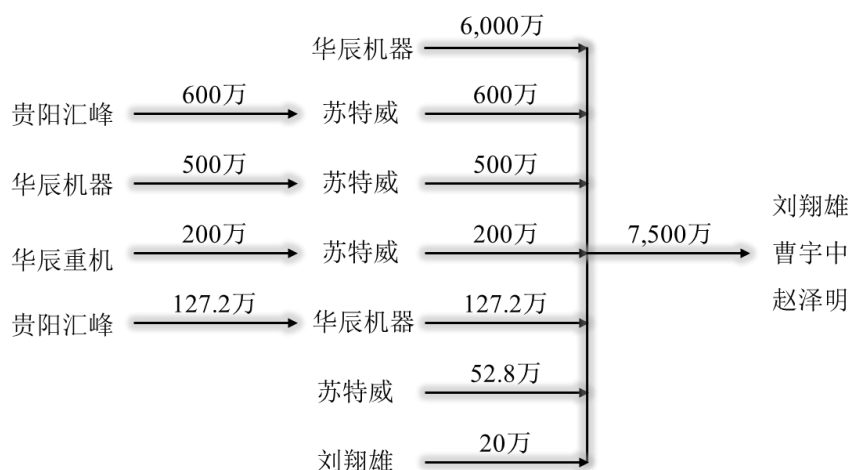 华辰机器 6,000万
贵阳汇峰 600万 苏特威 600万
华辰机器 500万 苏特威 500万
华辰重机 200万 苏特威 200万 7,500万
刘翔雄
曹宇中
赵泽明
贵阳汇峰 127.2万 华辰机器 127.2万
苏特威 52.8万
刘翔雄 20万